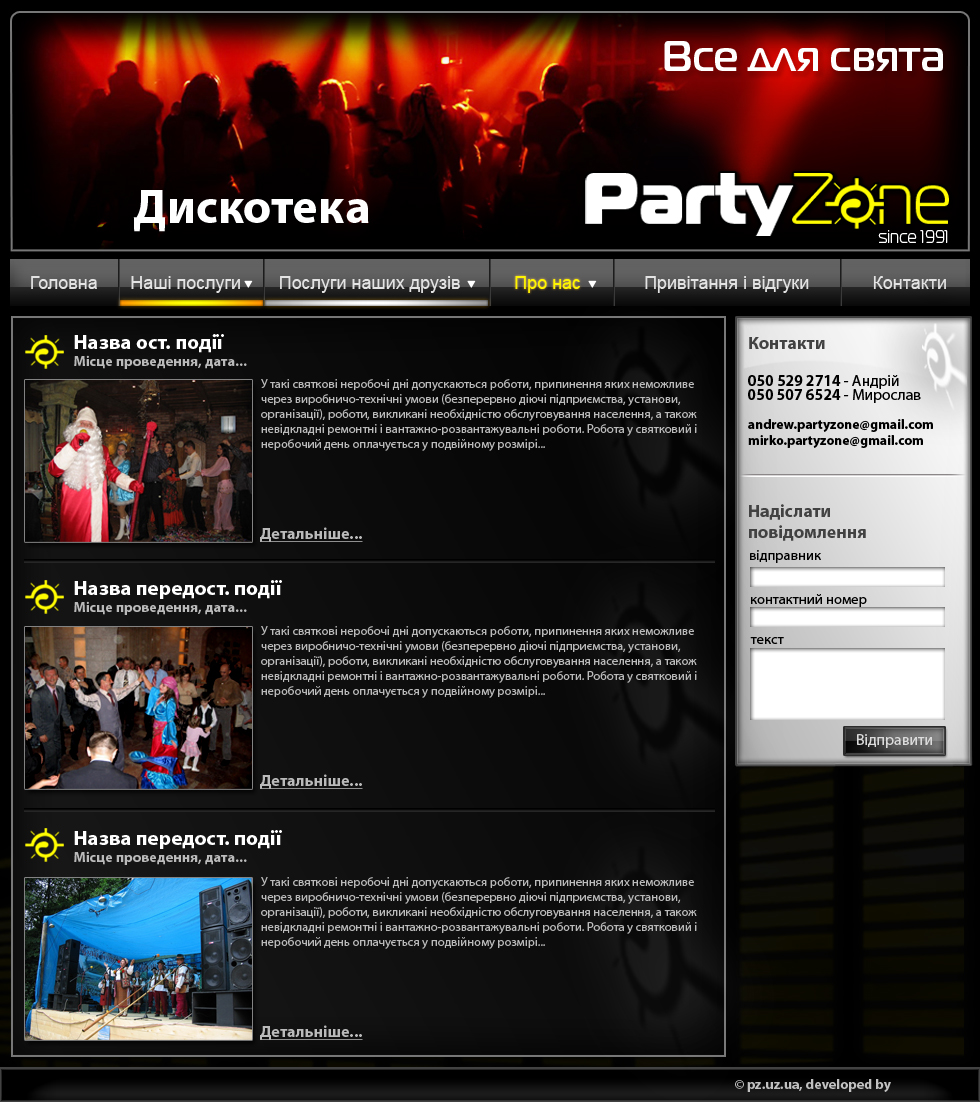 Все для свята
Дискотека
PartyZone
since 1991
Головна
Наші послуги
Послуги наших друзів
Про нас
Привітання і відгуки
Контакти
Назва ост. події
Місце проведення, дата...
У такі святкові неробочі дні допускаються роботи, припинення яких неможливе
через виробничо-технічні умови (безперервно діючі підприємства, установи,
організації), роботи, викликані необхідністю обслуговування населення, а також
невідкладні ремонтні і вантажно-розвантажувальні роботи. Робота у святковий і
неробочий день оплачується у подвійному розмірі...
Детальніше...
Назва передост. події
Місце проведення, дата...
У такі святкові неробочі дні допускаються роботи, припинення яких неможливе
через виробничо-технічні умови (безперервно діючі підприємства, установи,
організації), роботи, викликані необхідністю обслуговування населення, а також
невідкладні ремонтні і вантажно-розвантажувальні роботи. Робота у святковий і
неробочий день оплачується у подвійному розмірі...
Детальніше...
Назва передост. події
Місце проведення, дата...
У такі святкові неробочі дні допускаються роботи, припинення яких неможливе
через виробничо-технічні умови (безперервно діючі підприємства, установи,
організації), роботи, викликані необхідністю обслуговування населення, а також
невідкладні ремонтні і вантажно-розвантажувальні роботи. Робота у святковий і
неробочий день оплачується у подвійному розмірі...
Детальніше...
Контакти
050 529 2714 - Андрій
050 507 6524 - Мирослав
andrew.partyzone@gmail.com
mirko.partyzone@gmail.com
Надіслати
повідомлення
відправник
контактний номер
текст
Відправити
© pz.uz.ua, developed by